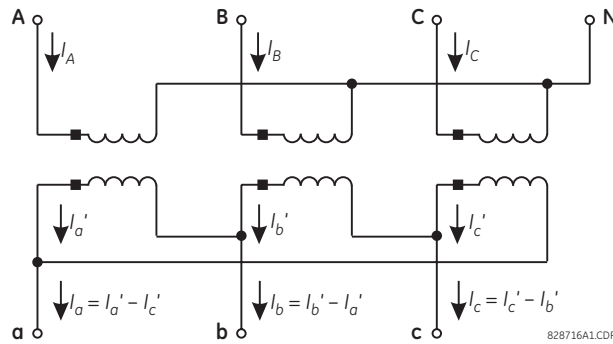 A B C N
I_A I_B I_C
I_a' I_b' I_c'
I_a = I_a' – I_c' I_b = I_b' – I_a' I_c = I_c' – I_b'
a b c
828716A1.CDR